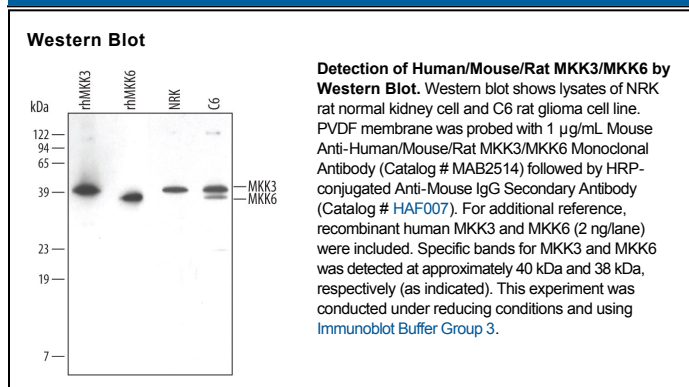 Western Blot
rhMKK3
rhMKK6
NRK
C6
kDa
122
94
65
39
23
19
7
MKK3
MKK6
Detection of Human/Mouse/Rat MKK3/MKK6 by
Western Blot. Western blot shows lysates of NRK
rat normal kidney cell and C6 rat glioma cell line.
PVDF membrane was probed with 1 µg/mL Mouse
Anti-Human/Mouse/Rat MKK3/MKK6 Monoclonal
Antibody (Catalog # MAB2514) followed by HRP-
conjugated Anti-Mouse IgG Secondary Antibody
(Catalog # HAF007). For additional reference,
recombinant human MKK3 and MKK6 (2 ng/lane)
were included. Specific bands for MKK3 and MKK6
was detected at approximately 40 kDa and 38 kDa,
respectively (as indicated). This experiment was
conducted under reducing conditions and using
Immunoblot Buffer Group 3.